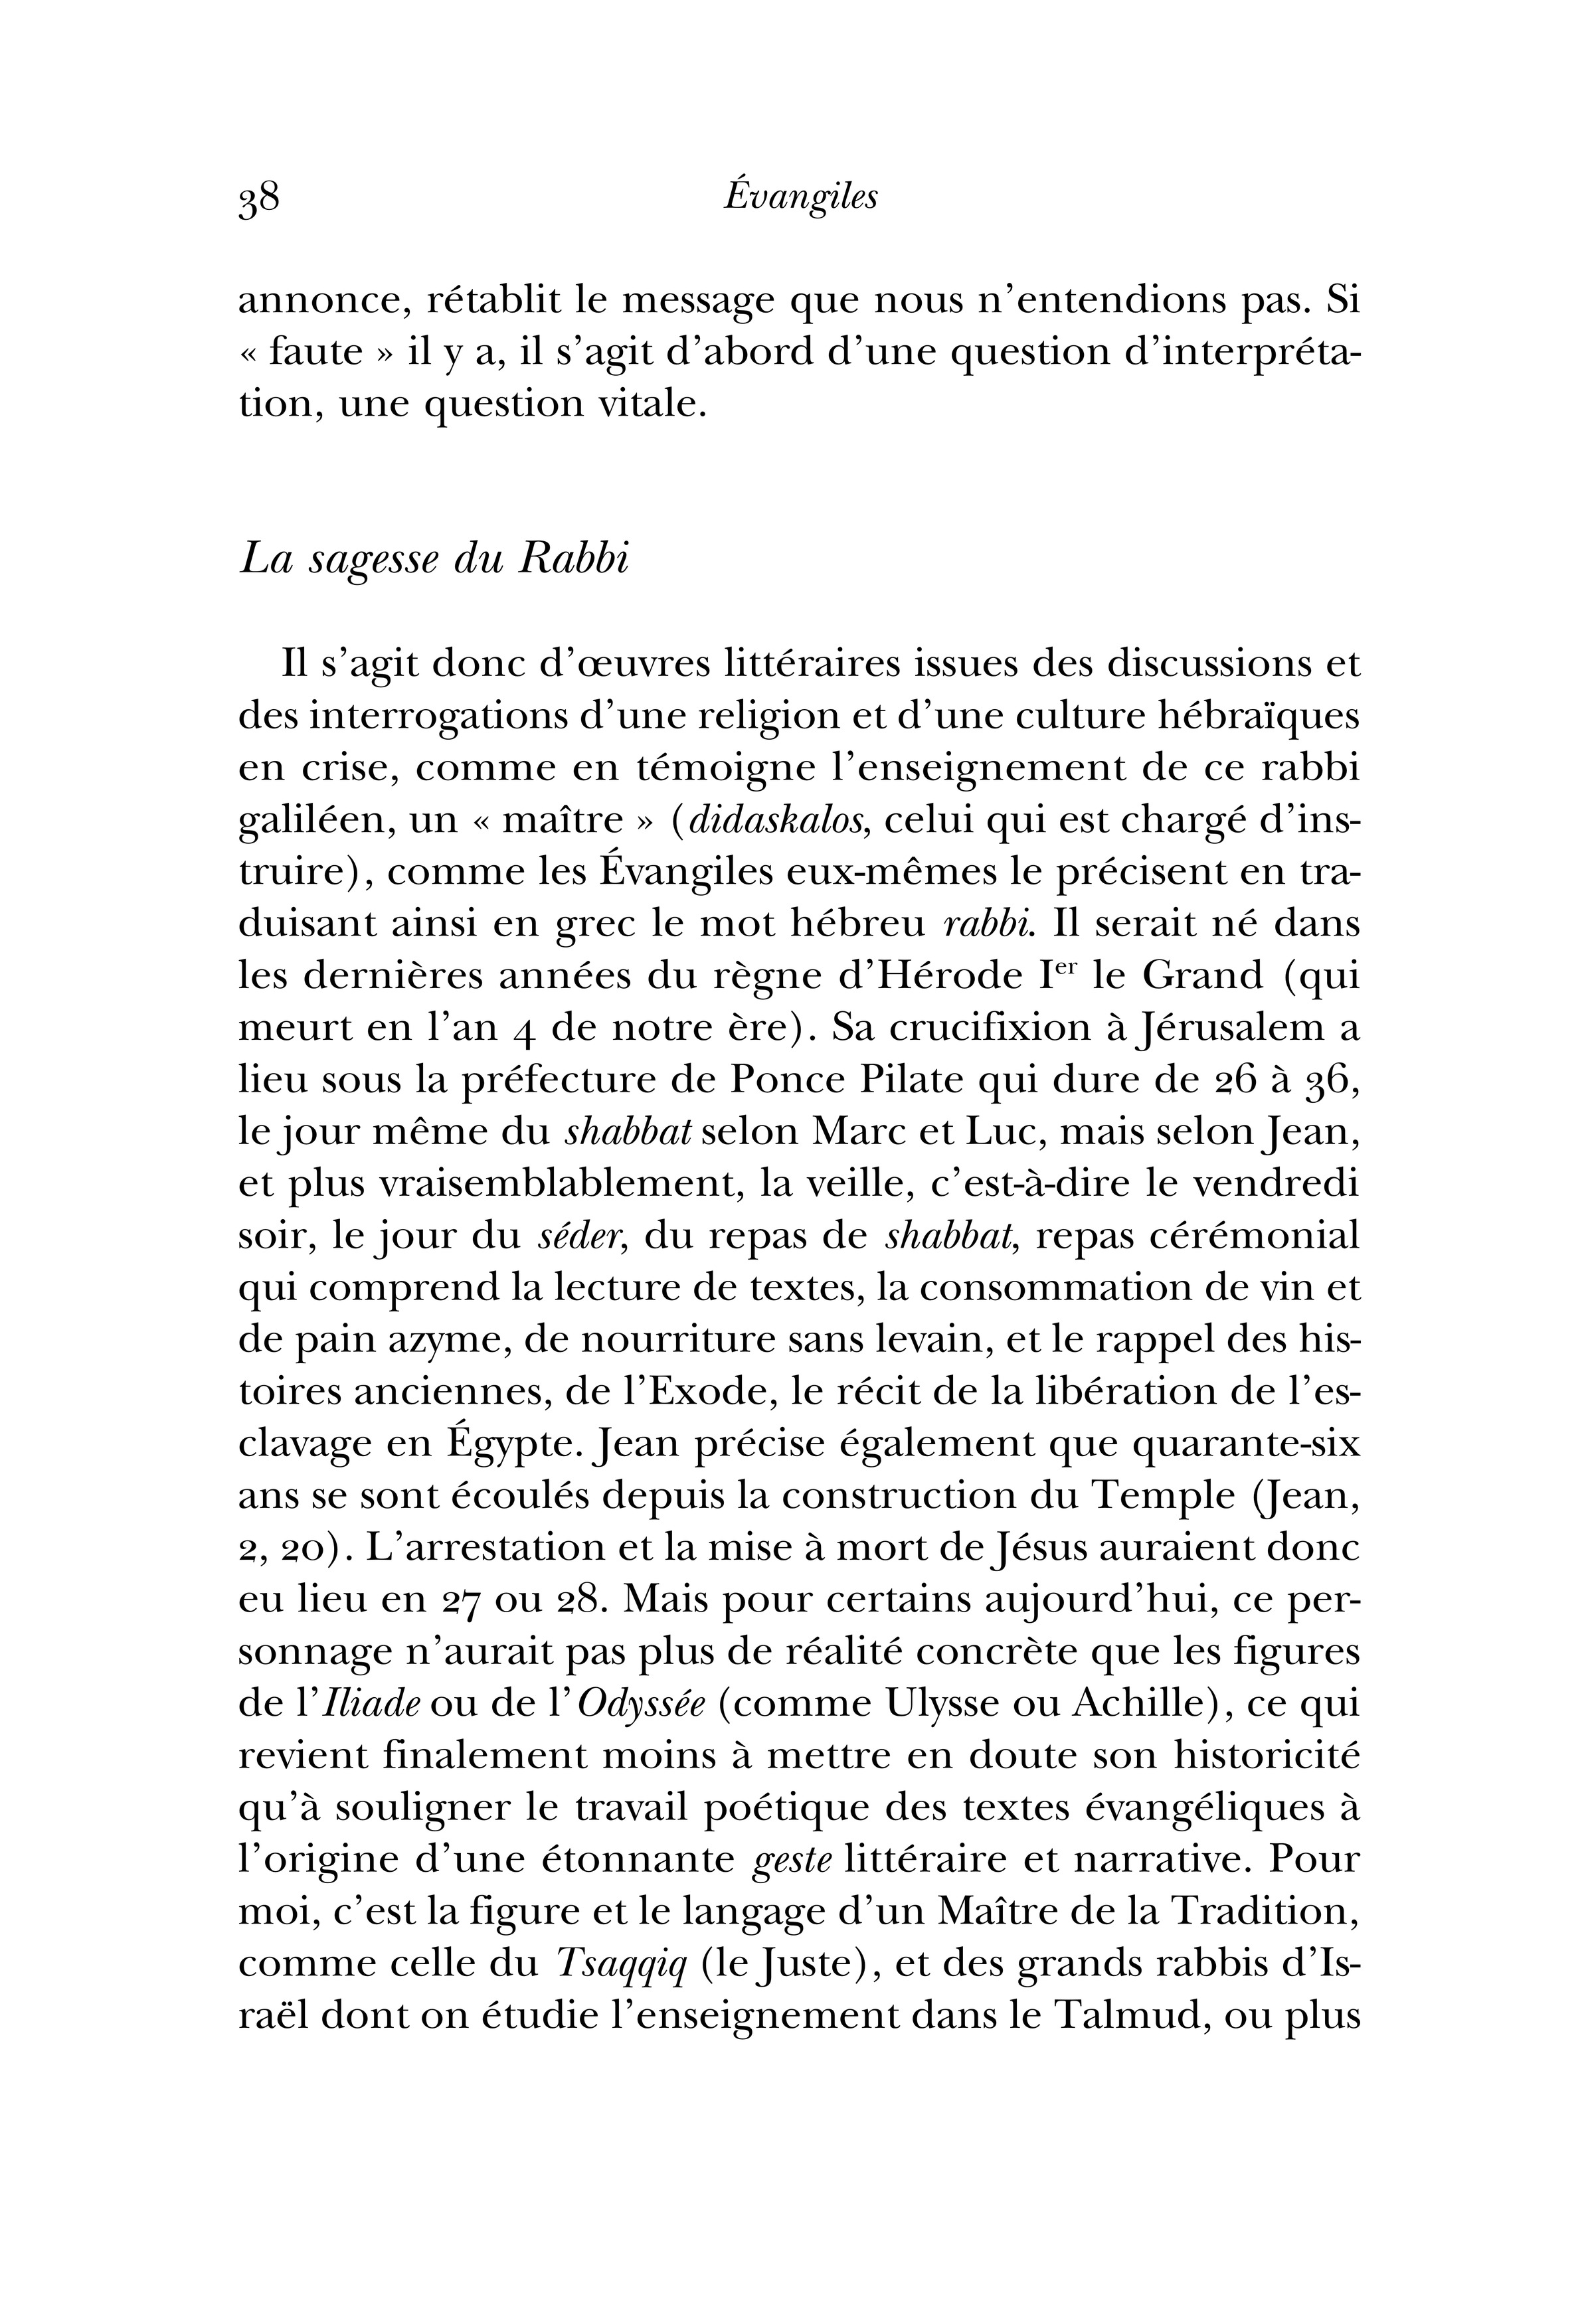 38
Évangiles
annonce, rétablit le message que nous n’entendions pas. Si
« faute » il y a, il s’agit d’abord d’une question d’interpréta-
tion, une question vitale.
La sagesse du Rabbi
Il s’agit donc d’œuvres littéraires issues des discussions et
des interrogations d’une religion et d’une culture hébraïques
en crise, comme en témoigne l’enseignement de ce rabbi
galiléen, un « maître » (didaskalos, celui qui est chargé d’ins-
truire), comme les Évangiles eux-mêmes le précisent en tra-
duisant ainsi en grec le mot hébreu rabbi. Il serait né dans
les dernières années du règne d’Hérode Ier le Grand (qui
meurt en l’an 4 de notre ère). Sa crucifixion à Jérusalem a
lieu sous la préfecture de Ponce Pilate qui dure de 26 à 36,
le jour même du shabbat selon Marc et Luc, mais selon Jean,
et plus vraisemblablement, la veille, c’est-à-dire le vendredi
soir, le jour du séder, du repas de shabbat, repas cérémonial
qui comprend la lecture de textes, la consommation de vin et
de pain azyme, de nourriture sans levain, et le rappel des his-
toires anciennes, de l’Exode, le récit de la libération de l’es-
clavage en Égypte. Jean précise également que quarante-six
ans se sont écoulés depuis la construction du Temple (Jean,
2, 20). L’arrestation et la mise à mort de Jésus auraient donc
eu lieu en 27 ou 28. Mais pour certains aujourd’hui, ce per-
sonnage n’aurait pas plus de réalité concrète que les figures
de l’Iliade ou de l’Odyssée (comme Ulysse ou Achille), ce qui
revient finalement moins à mettre en doute son historicité
qu’à souligner le travail poétique des textes évangéliques à
l’origine d’une étonnante geste littéraire et narrative. Pour
moi, c’est la figure et le langage d’un Maître de la Tradition,
comme celle du Tsaqqiq (le Juste), et des grands rabbis d’Is-
raël dont on étudie l’enseignement dans le Talmud, ou plus